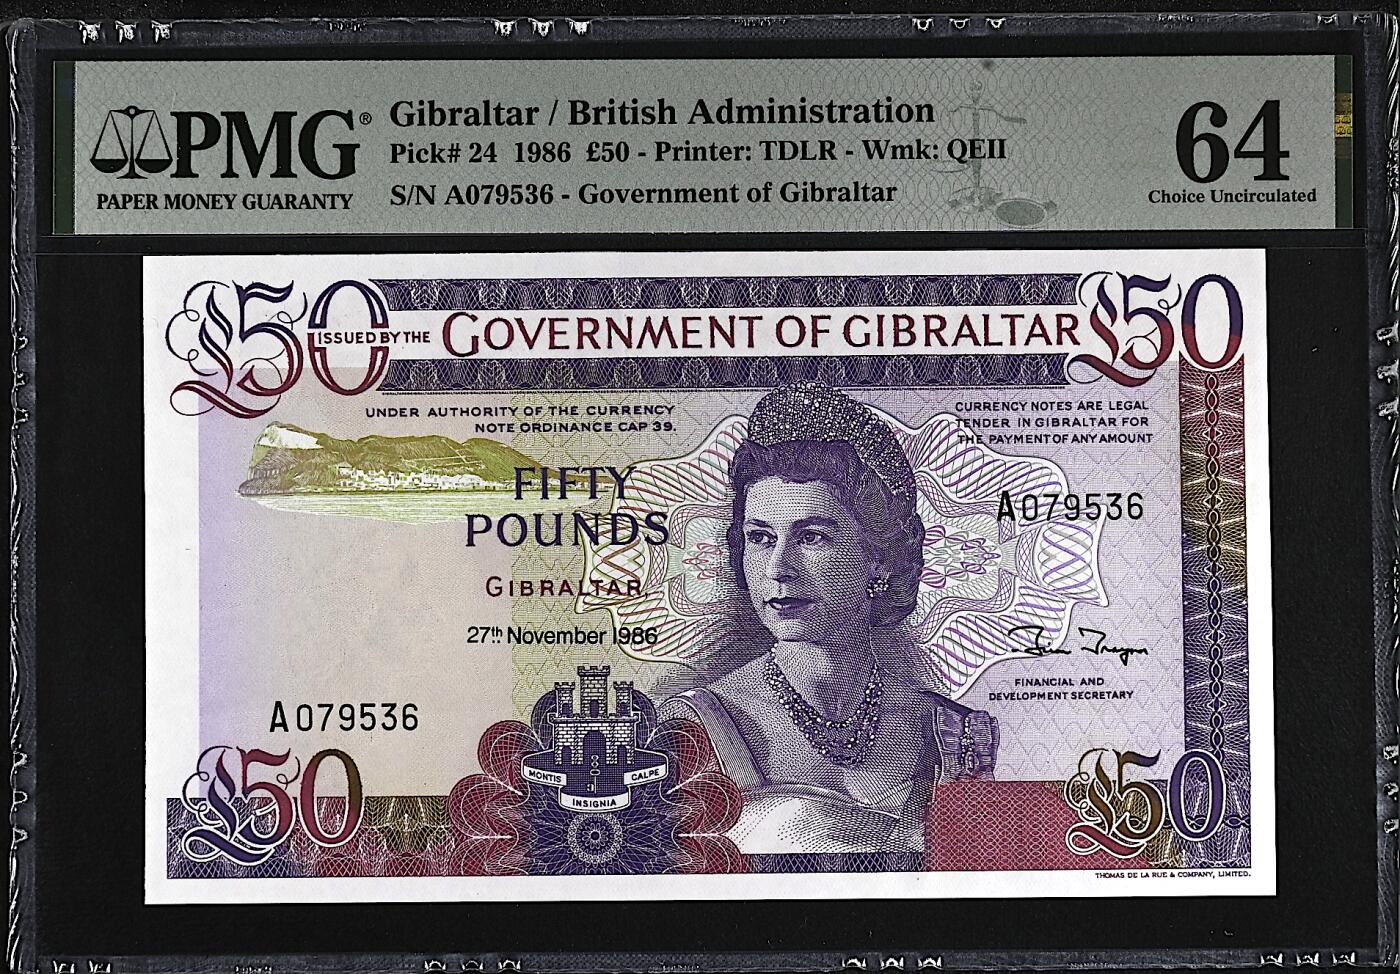 PMG®
PAPER MONEY GUARANTY
Gibraltar / British Administration
Pick# 24 1986 £50 - Printer: TDLR - Wmk: QEII
S/N A079536 - Government of Gibraltar
64
Choice Uncirculated
£50
ISSUED BY THE GOVERNMENT OF GIBRALTAR
£50
UNDER AUTHORITY OF THE CURRENCY
NOTE ORDINANCE CAP 39.
CURRENCY NOTES ARE LEGAL
TENDER IN GIBRALTAR FOR
THE PAYMENT OF ANY AMOUNT
FIFTY
POUNDS
A079536
GIBRALTAR,
27th November 1986
FINANCIAL AND
DEVELOPMENT SECRETARY
A079536
MONTIS
CALPE
INSIGNIA
£50
£50
THOMAS DE LA RUE & COMPANY, LIMITED.